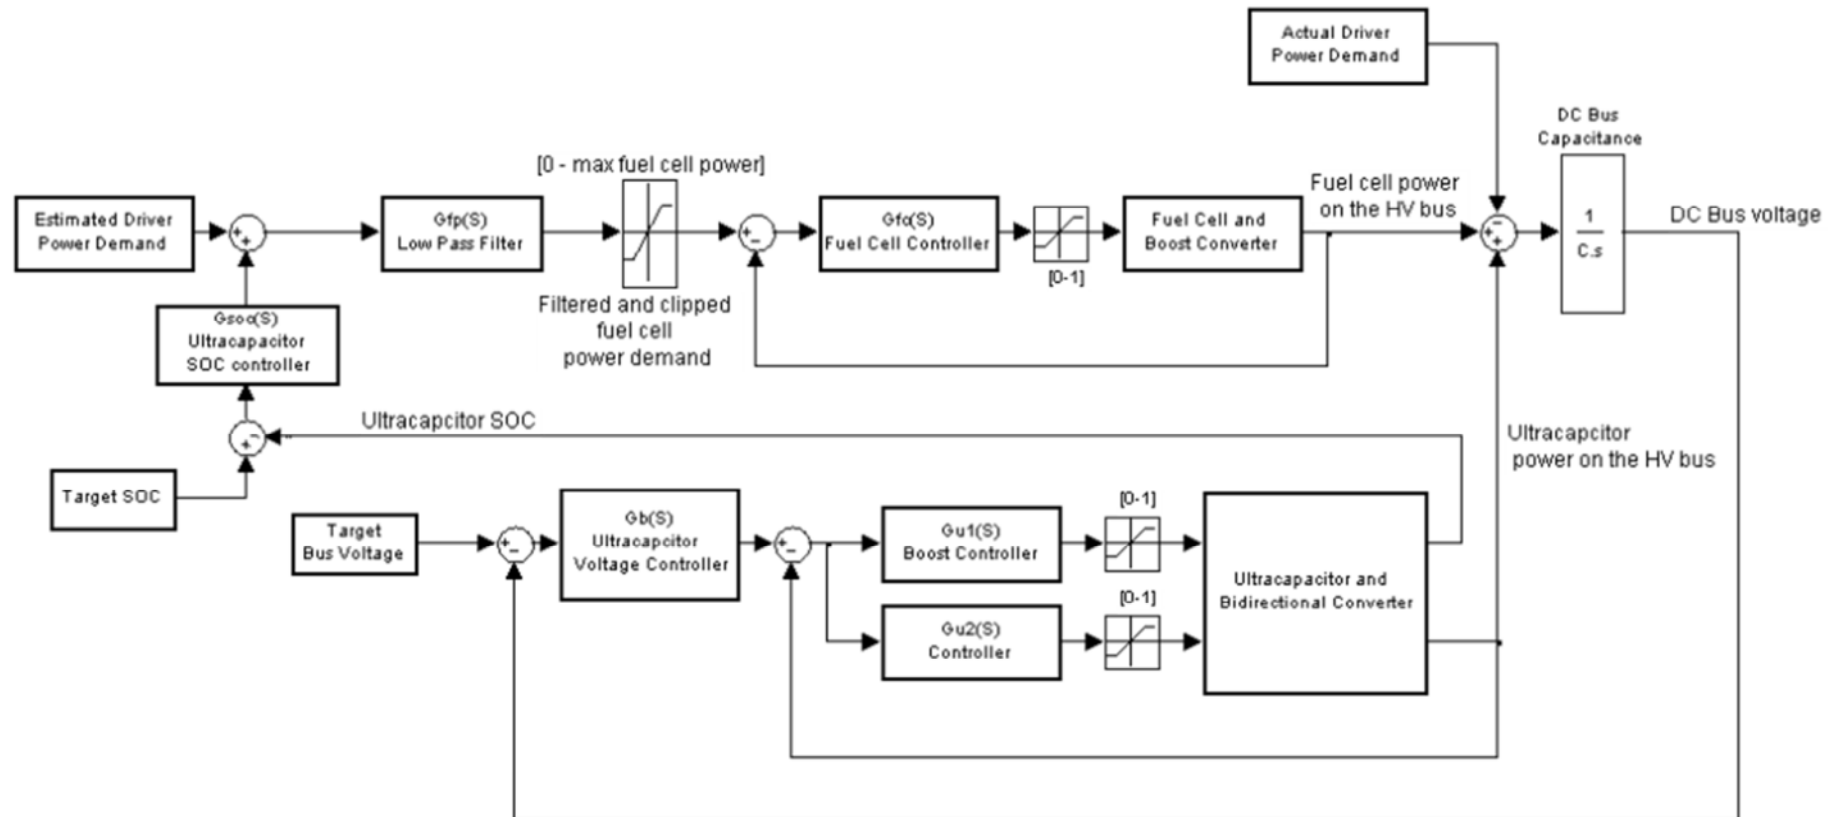 Actual Driver
Power Demand
DC Bus
Capacitance
[0 - max fuel cell power]
Fuel cell power
on the HV bus
Estimated Driver
Power Demand
Gfp(S)
Low Pass Filter
Gfc(S)
Fuel Cell Controller
Fuel Cell and
Boost Converter
1
C.s
DC Bus voltage
[0-1]
Filtered and clipped
fuel cell
power demand
Gsoc(S)
Ultracapacitor
SOC controller
Ultracapcitor SOC
Ultracapcitor
power on the HV bus
Target SOC
Target
Bus Voltage
Gb(S)
Ultracapcitor
Voltage Controller
Gu1(S)
Boost Controller
[0-1]
Gu2(S)
Controller
[0-1]
Ultracapacitor and
Bidirectional Converter